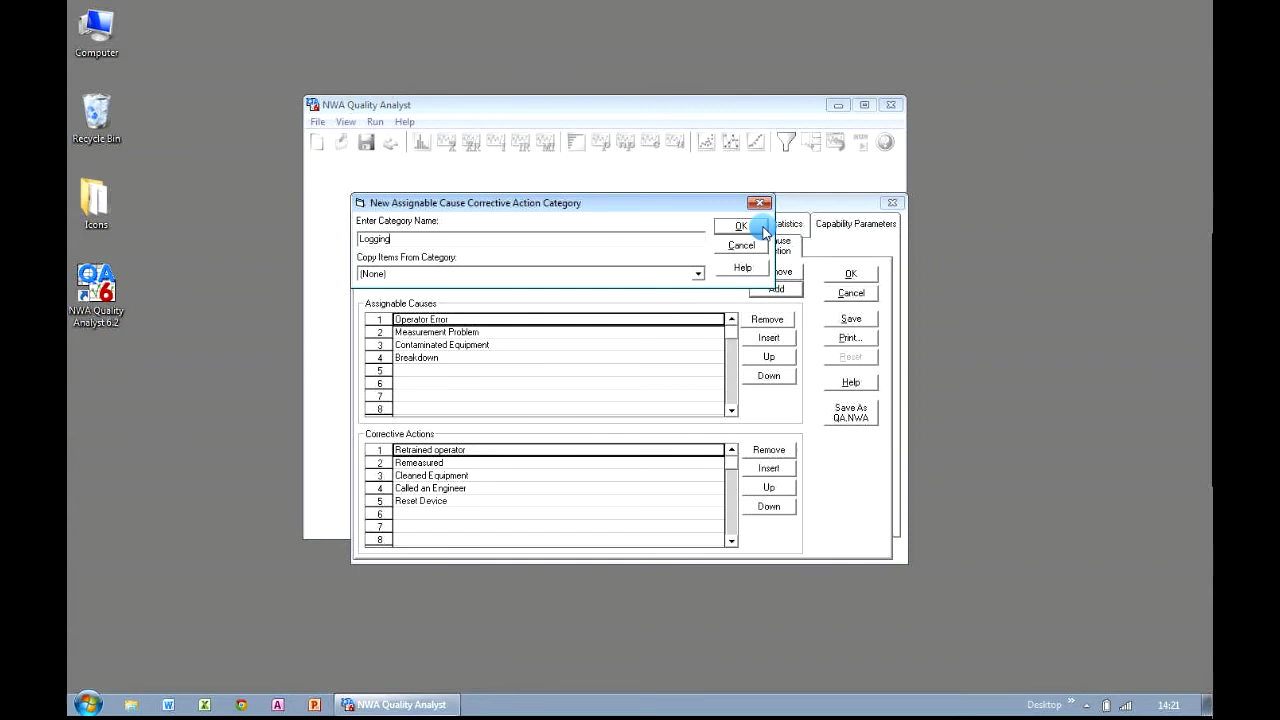 Computer
Recycle Bin
Icons
NWA Quality
Analyst 6.2
NWA Quality Analyst
File View Run Help
New Assignable Cause Corrective Action Category
Enter Category Name:
Logging
Copy Items From Category:
(None)
OK
Cancel
Help
Capability Parameters
Add
Assignable Causes
1 Operator Error
2 Measurement Problem
3 Contaminated Equipment
4 Breakdown
5
6
7
8
Remove
Insert
Up
Down
Corrective Actions
1 Retrained operator
2 Remeasured
3 Cleaned Equipment
4 Called an Engineer
5 Reset Device
6
7
8
Remove
Insert
Up
Down
OK
Cancel
Save
Print...
Reset
Help
Save As
QA.NWA
NWA Quality Analyst
Desktop
14:21